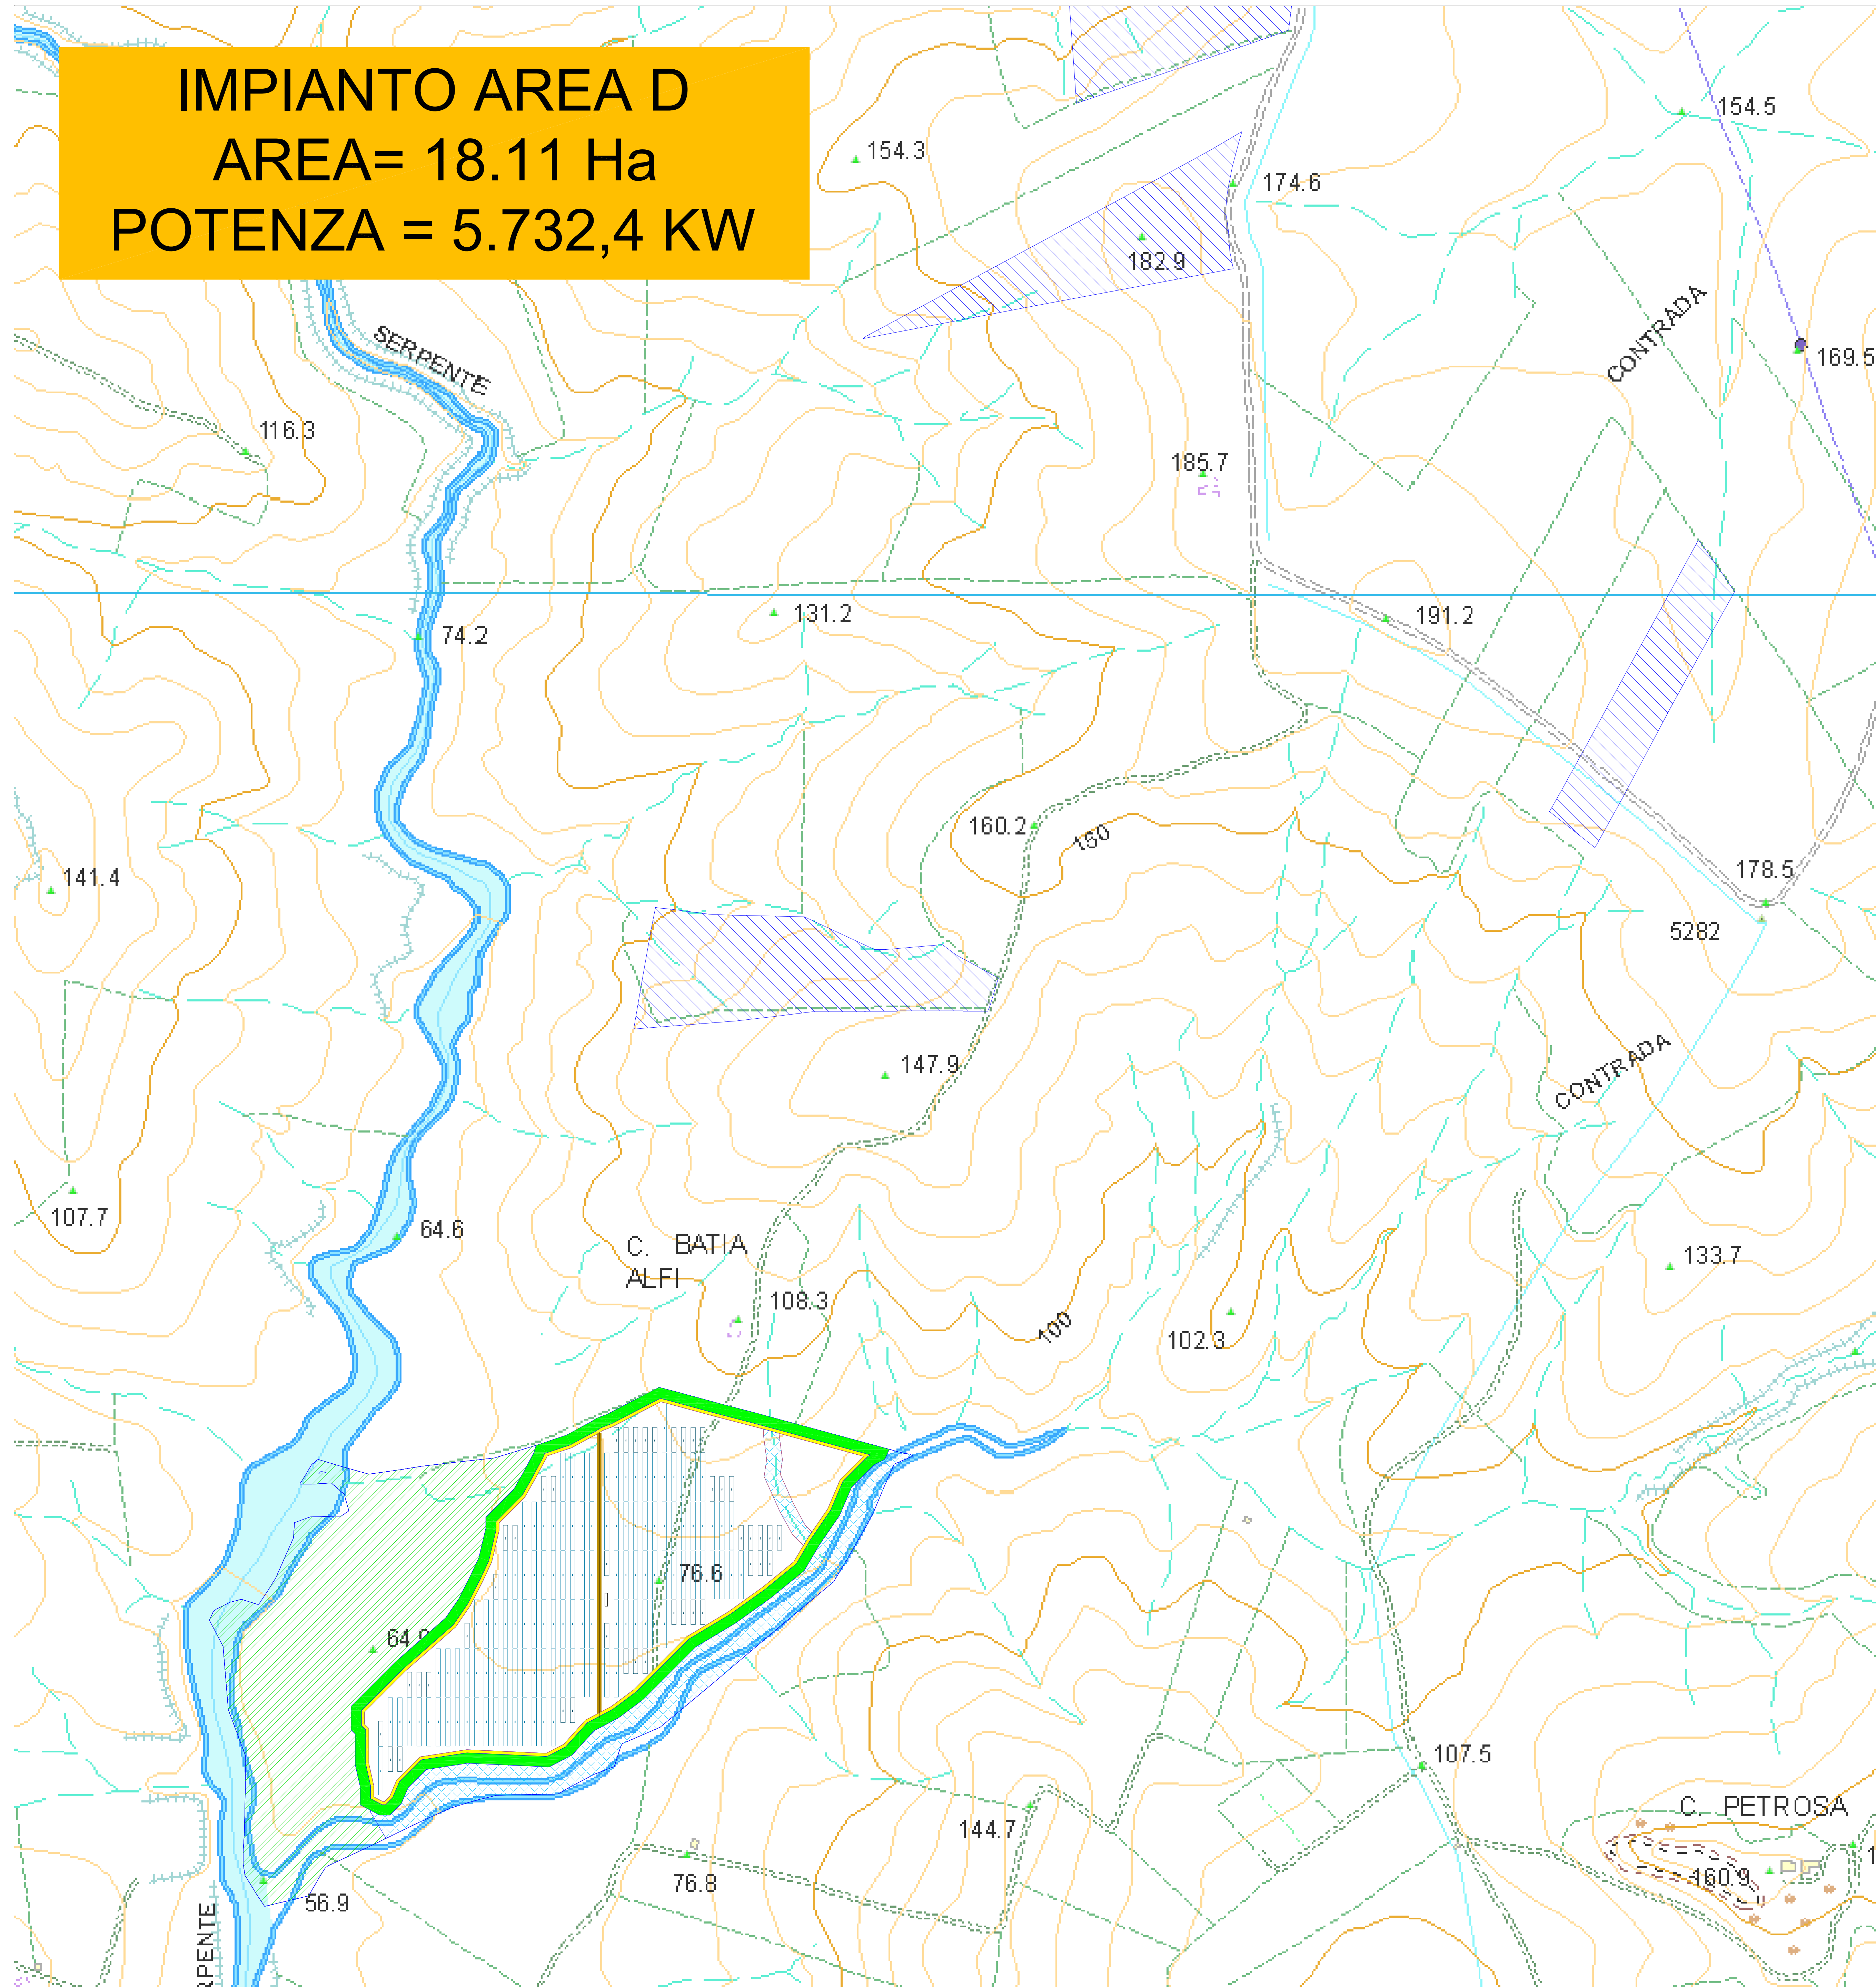 IMPIANTO AREA D
AREA= 18.11 Ha
POTENZA = 5.732,4 KW
154.3
154.5
174.6
182.9
CONTRADA
169.5
SERPENTE
116.3
185.7
131.2
191.2
74.2
160.2
150
141.4
178.5
5282
147.9
CONTRADA
107.7
64.6
C. BATIA
ALFI
133.7
108.3
100
102.3
76.6
107.5
C. PETROSA
144.7
160.9
76.8
56.9
RPENTE